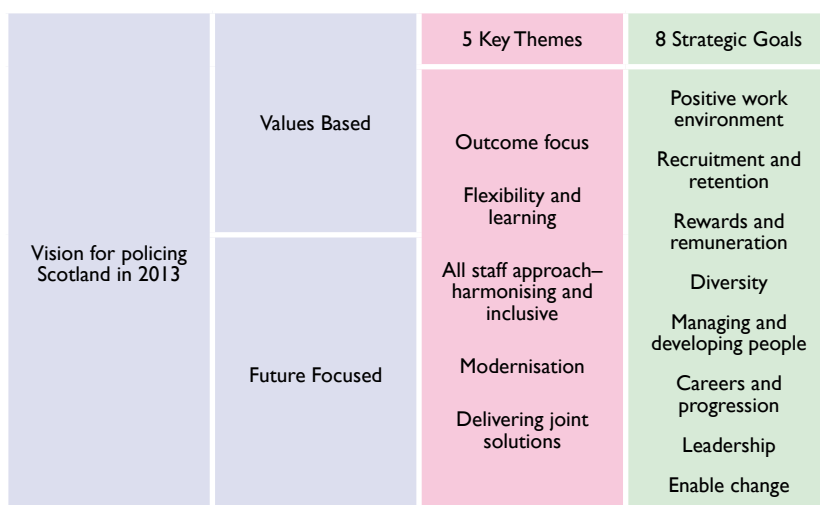 Vision for policing
Scotland in 2013
Values Based
Future Focused
5 Key Themes
Outcome focus
Flexibility and
learning
All staff approach–
harmonising and
inclusive
Modernisation
Delivering joint
solutions
8 Strategic Goals
Positive work
environment
Recruitment and
retention
Rewards and
remuneration
Diversity
Managing and
developing people
Careers and
progression
Leadership
Enable change